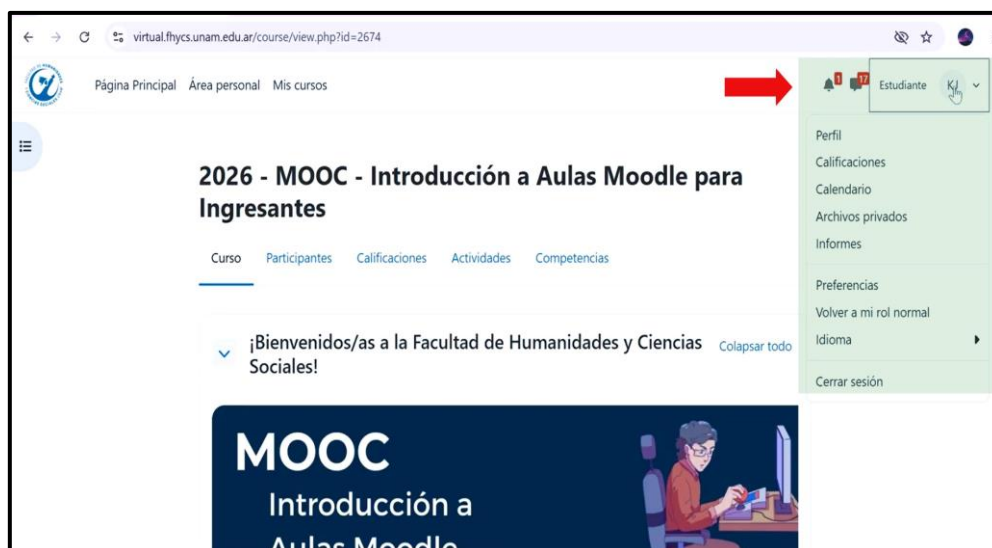 virtual.fhycs.unam.edu.ar/course/view.php?id=2674
Página Principal Área personal Mis cursos
1 17 Estudiante KJ
Perfil
Calificaciones
Calendario
Archivos privados
Informes
Preferencias
Volver a mi rol normal
Idioma
Cerrar sesión
2026 - MOOC - Introducción a Aulas Moodle para
Ingresantes
Curso Participantes Calificaciones Actividades Competencias
¡Bienvenidos/as a la Facultad de Humanidades y Ciencias
Sociales!
Colapsar todo
MOOC
Introducción a
Aulas Moodle